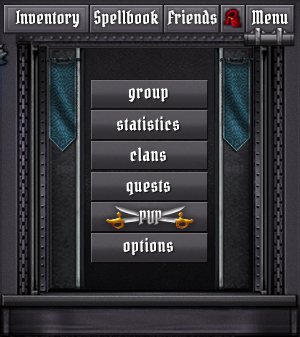 Inventory Spellbook Friends Menu
group
statistics
clans
quests
pvp
options